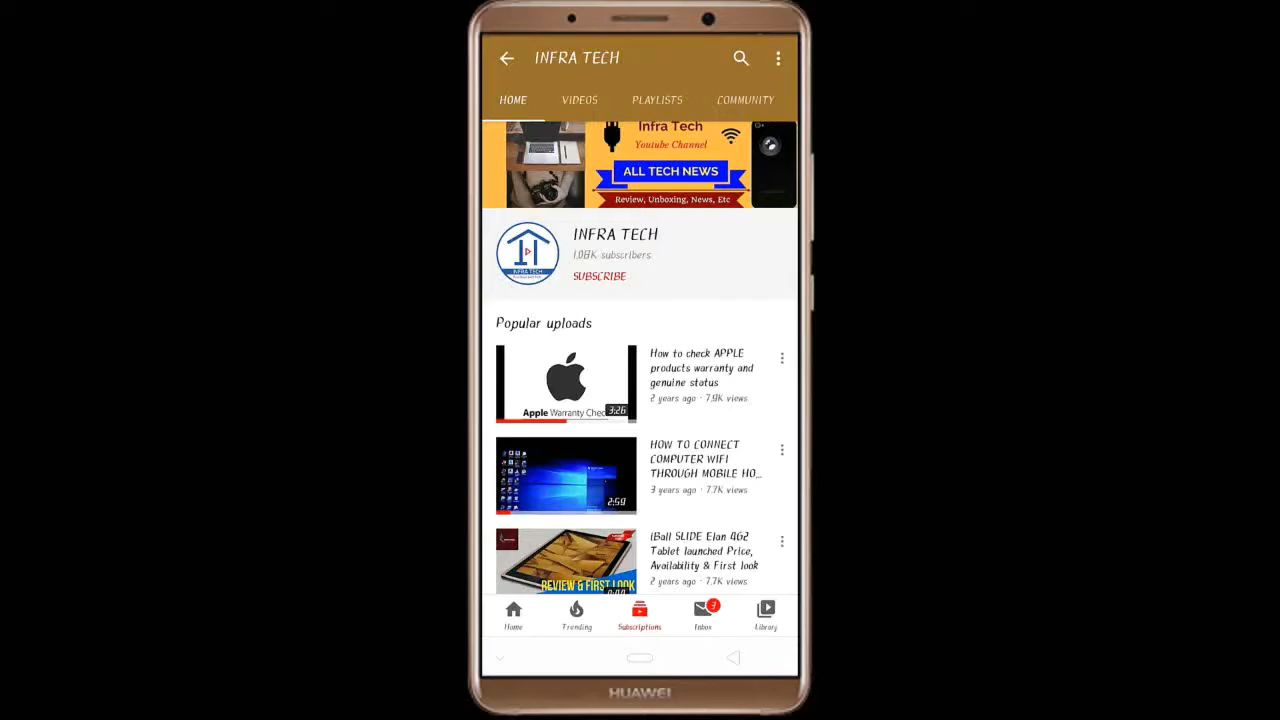 INFRA TECH
HOME VIDEOS PLAYLISTS COMMUNITY
Infra Tech
Youtube Channel
ALL TECH NEWS
Review, Unboxing, News, Etc
INFRA TECH
INFRA TECH
1.08K subscribers
SUBSCRIBE
Popular uploads
Apple Warranty Chec
3:26
How to check APPLE
products warranty and
genuine status
2 years ago · 7.9K views
2:59
HOW TO CONNECT
COMPUTER WIFI
THROUGH MOBILE HO...
3 years ago · 7.7K views
REVIEW & FIRST LOOK
iBall SLIDE Elan 4G2
Tablet launched Price,
Availability & First look
2 years ago · 7.7K views
3
Home Trending Subscriptions Inbox Library
HUAWEI